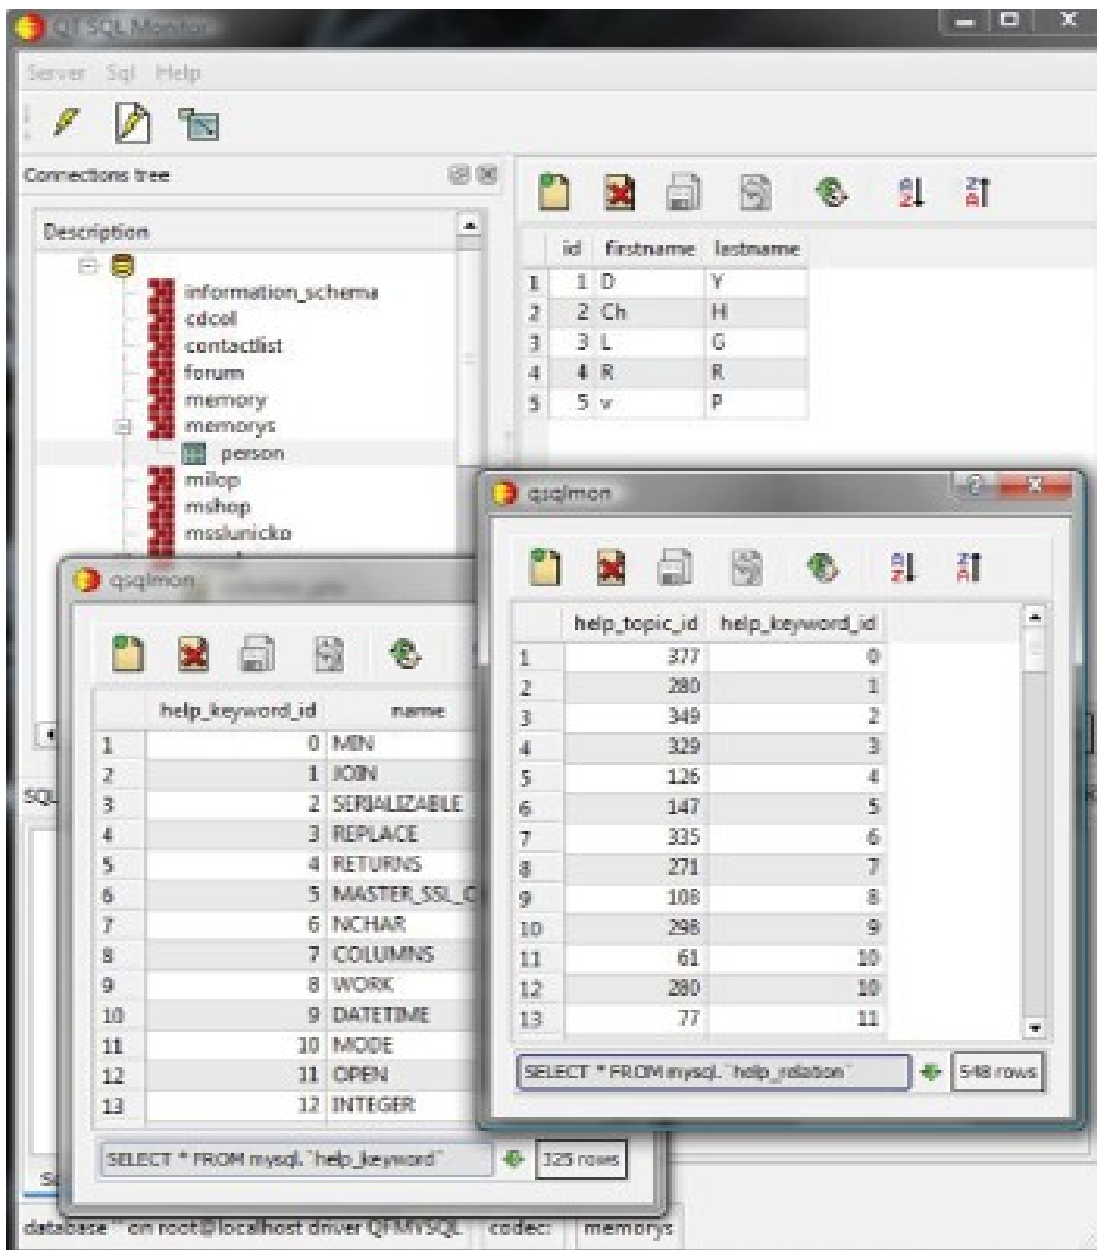 QT SQL Monitor
Server Sql Help
Connections tree
Description
information_schema
cdcol
contactlist
forum
memory
memorys
person
milop
mshop
msslunicko
id firstname lastname
1 1 D Y
2 2 Ch H
3 3 L G
4 4 R R
5 5 v P
qsqlmon
help_topic_id help_keyword_id
1 377 0
2 280 1
3 349 2
4 329 3
5 126 4
6 147 5
7 335 6
8 271 7
9 108 8
10 298 9
11 61 10
12 280 10
13 77 11
SELECT * FROM mysql.`help_relation` 548 rows
qsqlmon
help_keyword_id name
1 0 MIN
2 1 JOIN
3 2 SERIALIZABLE
4 3 REPLACE
5 4 RETURNS
6 5 MASTER_SSL_C
7 6 NCHAR
8 7 COLUMNS
9 8 WORK
10 9 DATETIME
11 10 MODE
12 11 OPEN
13 12 INTEGER
SELECT * FROM mysql.`help_keyword` 325 rows
SQL
database '' on root@localhost driver QFMYSQL codec: memorys